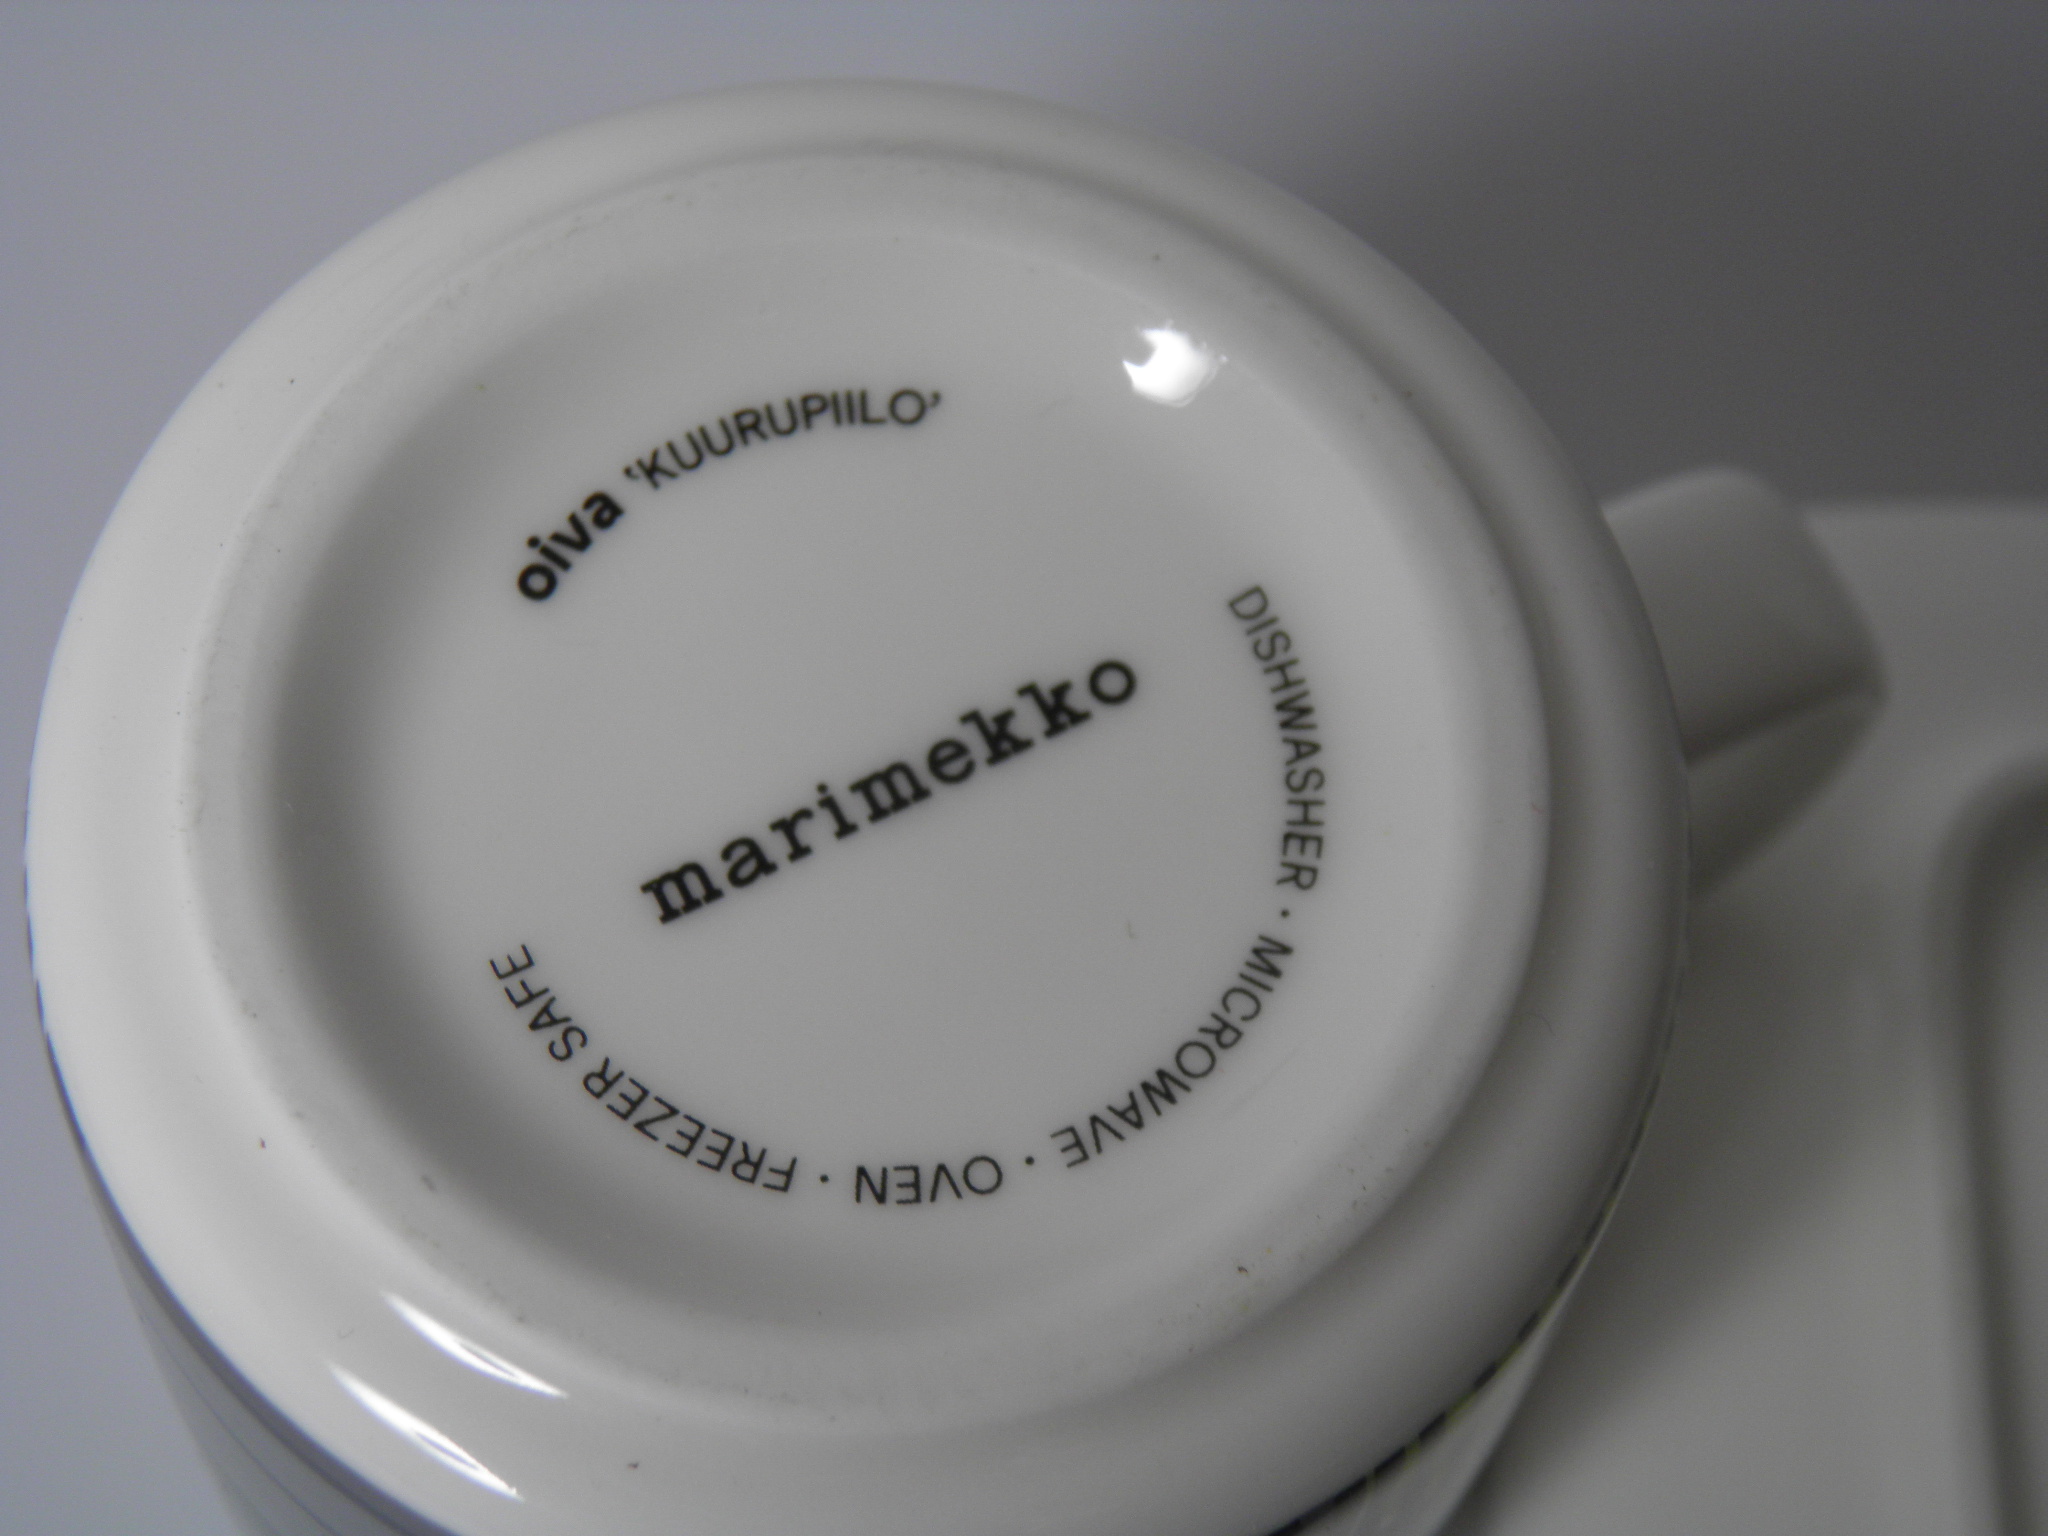 oiva ‘KUURUPIILO’
marimekko
DISHWASHER · MICROWAVE · OVEN · FREEZER SAFE